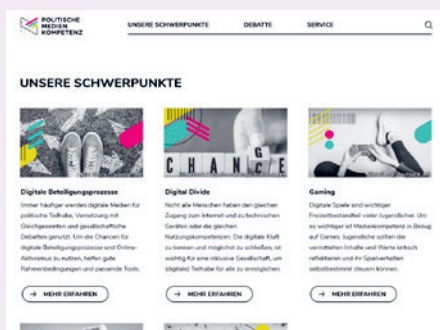 POLITISCHE
MEDIEN
KOMPETENZ
UNSERE SCHWERPUNKTE
DEBATTE
SERVICE
UNSERE SCHWERPUNKTE
CHANG
C
Digitale Beteiligungsprozesse
Immer häufiger werden digitale Medien für
politische Teilhabe, Vernetzung mit
Gleichgesinnten und gesellschaftliche
Debatten genutzt. Um die Chancen für
digitale Beteiligungsprozesse und Online-
Aktivismus zu nutzen, helfen gute
Rahmenbedingungen und passende Tools.
→ MEHR ERFAHREN
Digital Divide
Nicht alle Menschen haben den gleichen
Zugang zum Internet und zu technischen
Geräten oder die gleichen
Nutzungskompetenzen. Die digitale Kluft
zu kennen und möglichst zu schließen, ist
wichtig für eine inklusive Gesellschaft, um
(digitale) Teilhabe für alle zu ermöglichen.
→ MEHR ERFAHREN
Gaming
Digitale Spiele sind wichtiger
Freizeitbestandteil vieler Jugendlicher. Um
so wichtiger ist Medienkompetenz in Bezug
auf Games: Jugendliche sollten die
vermittelten Inhalte und Werte kritisch
reflektieren und ihr Spielverhalten
selbstbestimmt steuern können.
→ MEHR ERFAHREN